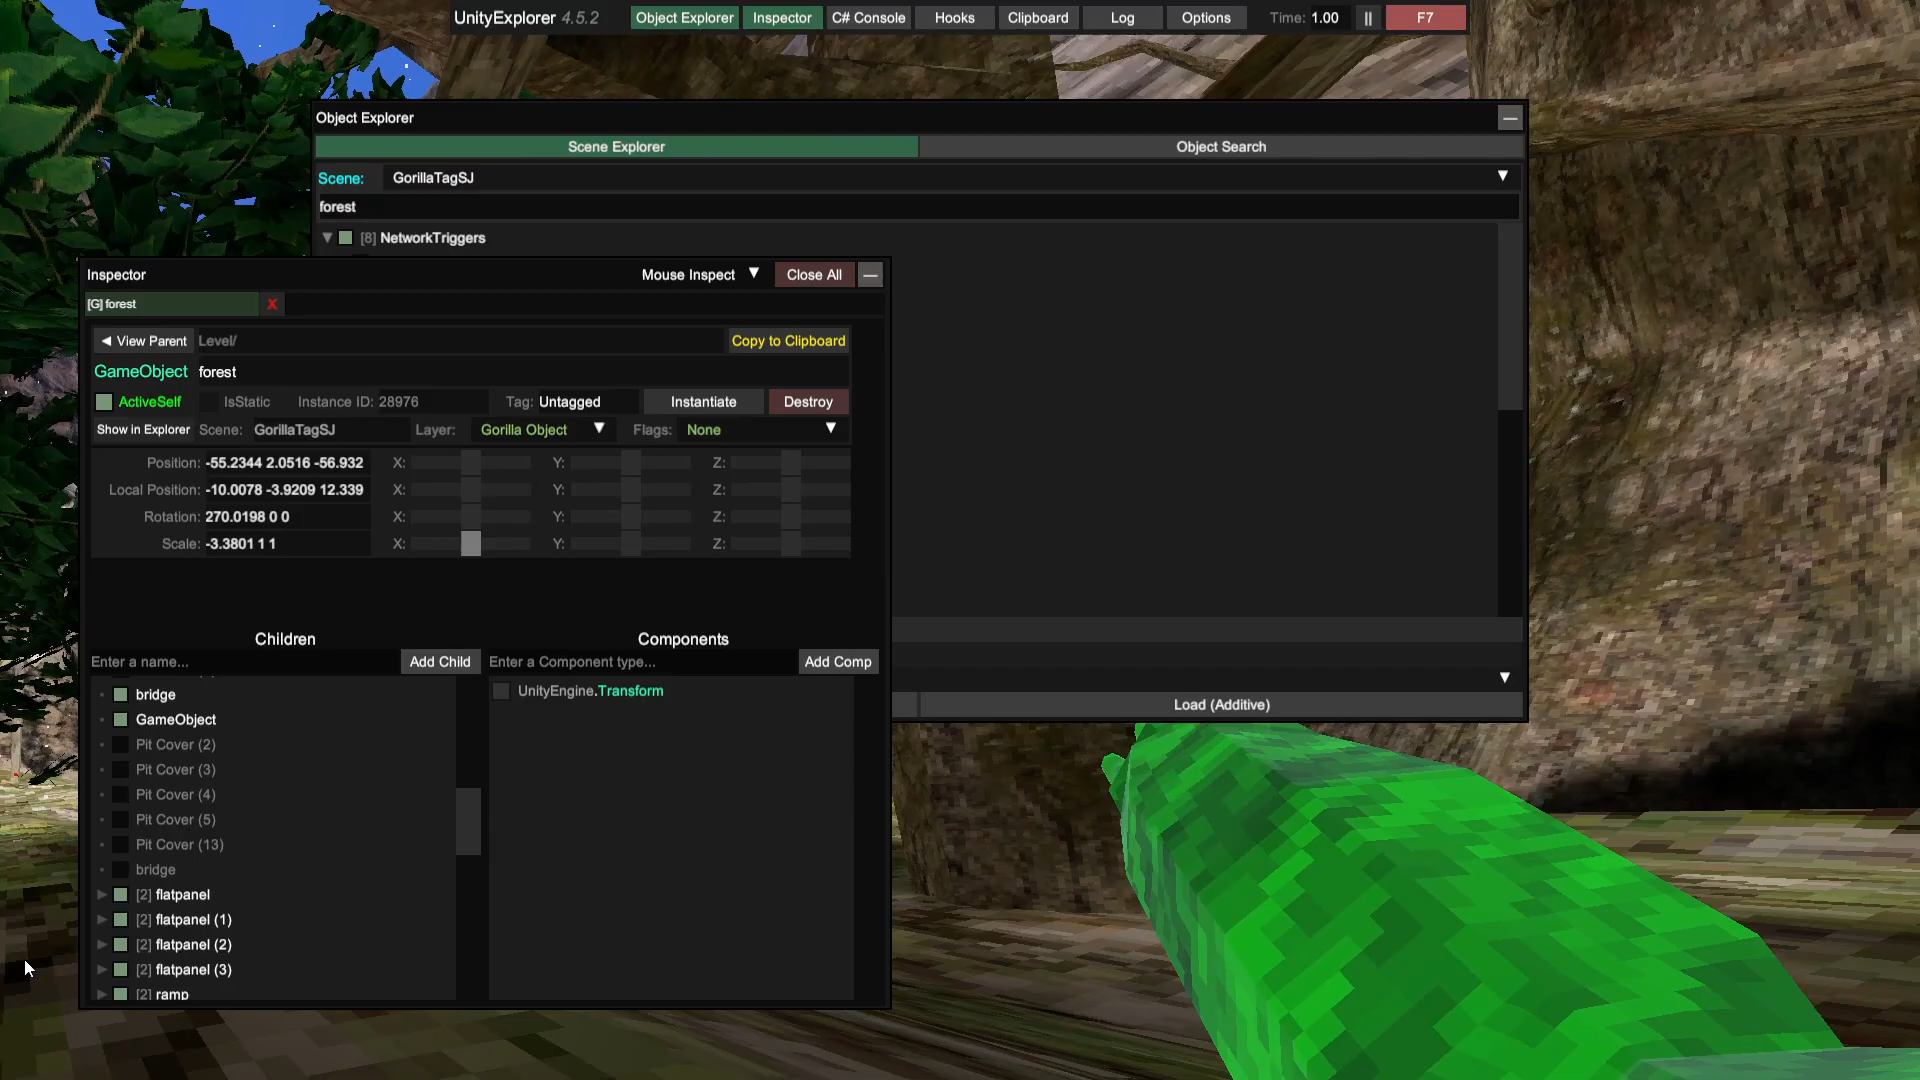 UnityExplorer 4.5.2
Object Explorer
Inspector
C# Console
Hooks
Clipboard
Log
Options
Time: 1.00
||
F7
Object Explorer
Scene Explorer
Object Search
Scene: GorillaTagSJ
forest
[8] NetworkTriggers
Inspector
Mouse Inspect
Close All
[G] forest
X
View Parent
Level/
Copy to Clipboard
GameObject forest
ActiveSelf
IsStatic
Instance ID: 28976
Tag: Untagged
Instantiate
Destroy
Show in Explorer
Scene: GorillaTagSJ
Layer: Gorilla Object
Flags: None
Position: -55.2344 2.0516 -56.932 X: Y: Z:
Local Position: -10.0078 -3.9209 12.339 X: Y: Z:
Rotation: 270.0198 0 0 X: Y: Z:
Scale: -3.3801 1 1 X: Y: Z:
Children
Components
Enter a name...
Add Child
Enter a Component type...
Add Comp
bridge
GameObject
Pit Cover (2)
Pit Cover (3)
Pit Cover (4)
Pit Cover (5)
Pit Cover (13)
bridge
[2] flatpanel
[2] flatpanel (1)
[2] flatpanel (2)
[2] flatpanel (3)
[2] ramp
UnityEngine.Transform
Load (Additive)